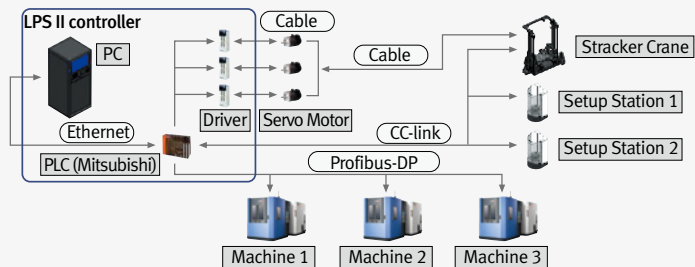 LPS II controller
Cable
PC
Cable
Stracker Crane
Driver
Servo Motor
Setup Station 1
Ethernet
CC-link
PLC (Mitsubishi)
Setup Station 2
Profibus-DP
Machine 1
Machine 2
Machine 3